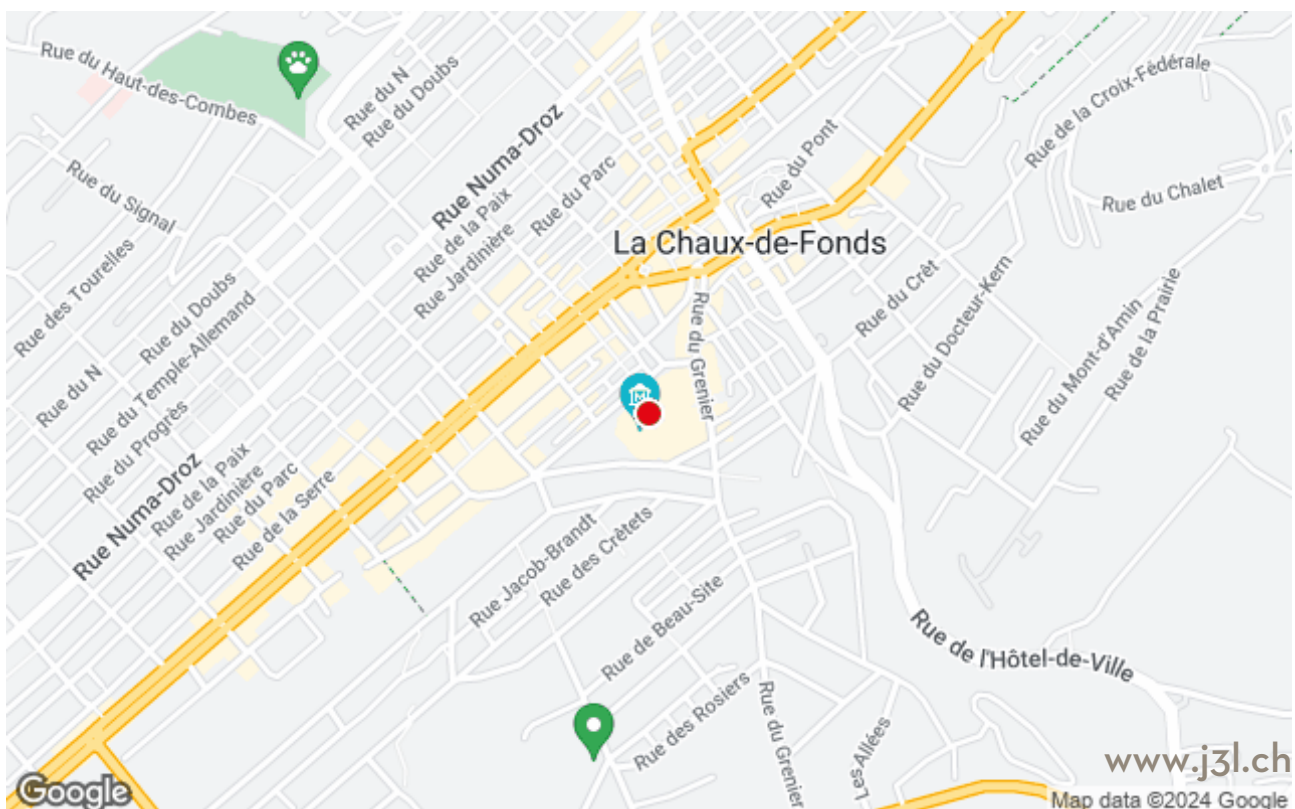 Rue du Haut-des-Combes
Rue du N
Rue du Doubs
Rue Numa-Droz
Rue du Parc
Rue de la Paix
Rue Jardinière
Rue du Pont
Rue de la Croix-Fédérale
Rue du Chalet
Rue du Signal
Rue des Tourelles
La Chaux-de-Fonds
Rue du Doubs
Rue du Temple-Allemand
Rue du N
Rue du Progrès
Rue Numa-Droz
Rue de la Paix
Rue Jardinière
Rue du Parc
Rue de la Serre
Rue du Grenier
Rue du Crêt
Rue du Docteur-Kern
Rue du Mont-d'Amin
Rue de la Prairie
Rue Jacob-Brandt
Rue des Crêtets
Rue de Beau-Site
Rue des Rosiers
Rue du Grenier
Rue de l'Hôtel-de-Ville
Les-Allées
www.j3l.ch
Google
Map data ©2024 Google